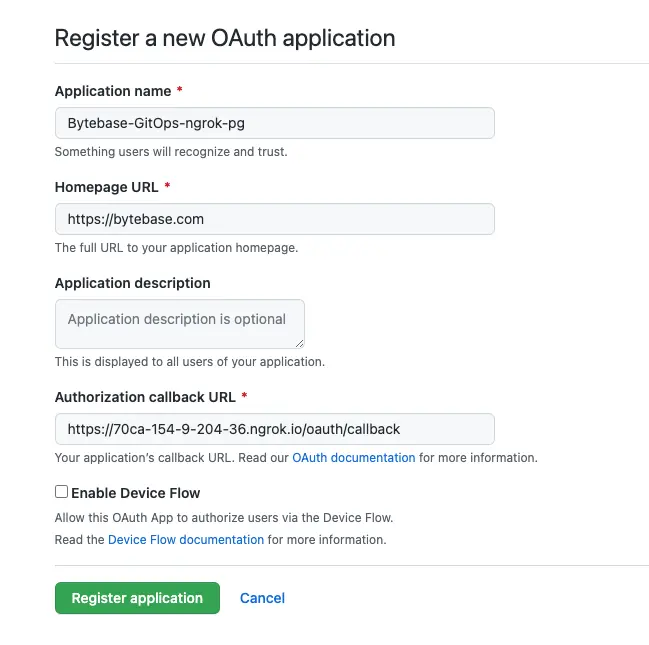 Register a new OAuth application
Application name *
Bytebase-GitOps-ngrok-pg
Something users will recognize and trust.
Homepage URL *
https://bytebase.com
The full URL to your application homepage.
Application description
Application description is optional
This is displayed to all users of your application.
Authorization callback URL *
https://70ca-154-9-204-36.ngrok.io/oauth/callback
Your application's callback URL. Read our OAuth documentation for more information.
Enable Device Flow
Allow this OAuth App to authorize users via the Device Flow.
Read the Device Flow documentation for more information.
Register application Cancel